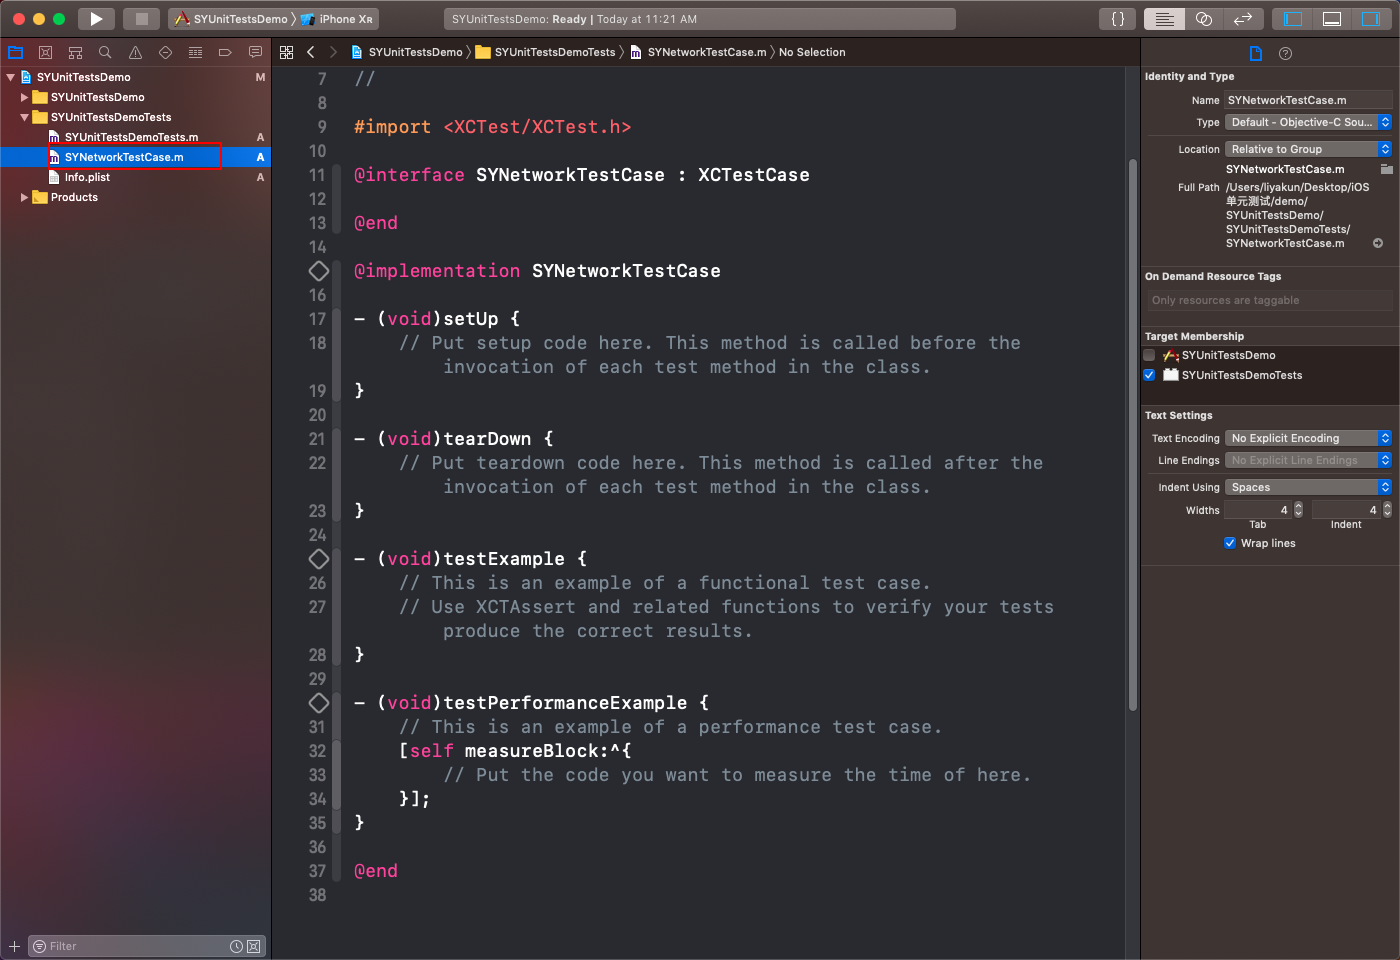 SYUnitTestsDemo
iPhone XR
SYUnitTestsDemo: Ready | Today at 11:21 AM
{}
SYUnitTestsDemo
SYUnitTestsDemoTests
SYNetworkTestCase.m
No Selection
SYUnitTestsDemo M
SYUnitTestsDemo
SYUnitTestsDemoTests
SYUnitTestsDemoTests.m A
SYNetworkTestCase.m A
Info.plist A
Products
Filter
7 //
8
9 #import <XCTest/XCTest.h>
10
11 @interface SYNetworkTestCase : XCTestCase
12
13 @end
14
@implementation SYNetworkTestCase
16
17 - (void)setUp {
18 // Put setup code here. This method is called before the
invocation of each test method in the class.
19 }
20
21 - (void)tearDown {
22 // Put teardown code here. This method is called after the
invocation of each test method in the class.
23 }
24
- (void)testExample {
26 // This is an example of a functional test case.
27 // Use XCTAssert and related functions to verify your tests
produce the correct results.
28 }
29
- (void)testPerformanceExample {
31 // This is an example of a performance test case.
32 [self measureBlock:^{
33 // Put the code you want to measure the time of here.
34 }];
35 }
36
37 @end
38
Identity and Type
Name SYNetworkTestCase.m
Type Default - Objective-C Sou...
Location Relative to Group
SYNetworkTestCase.m
Full Path /Users/liyakun/Desktop/iOS
单元测试/demo/
SYUnitTestsDemo/
SYUnitTestsDemoTests/
SYNetworkTestCase.m
On Demand Resource Tags
Only resources are taggable
Target Membership
SYUnitTestsDemo
SYUnitTestsDemoTests
Text Settings
Text Encoding No Explicit Encoding
Line Endings No Explicit Line Endings
Indent Using Spaces
Widths 4 4
Tab Indent
Wrap lines